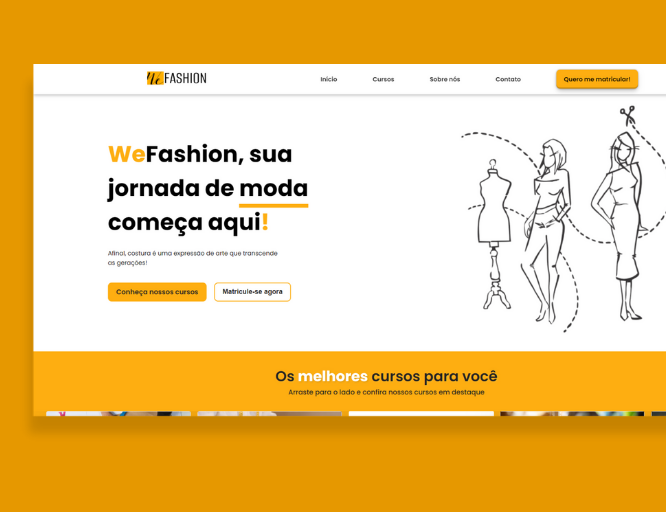 We FASHION
Início
Cursos
Sobre nós
Contato
Quero me matricular!
WeFashion, sua
jornada de moda
começa aqui!
Afinal, costura é uma expressão de arte que transcende
as gerações!
Conheça nossos cursos
Matricule-se agora
Os melhores cursos para você
Arraste para o lado e confira nossos cursos em destaque